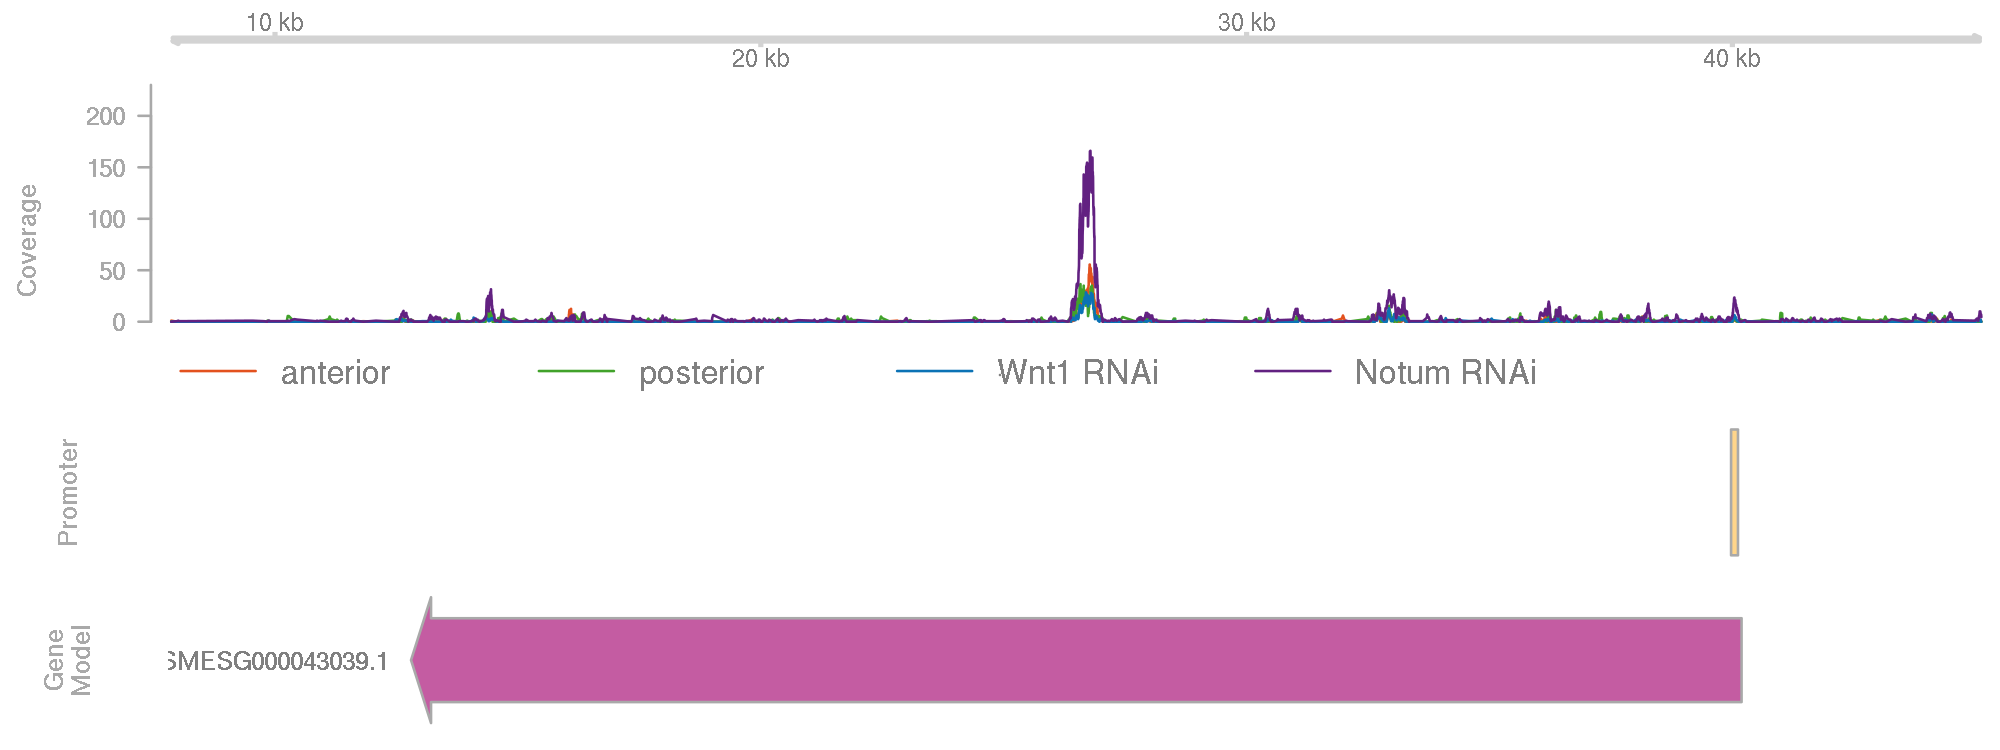 10 kb
30 kb
20 kb
40 kb
Coverage
200
150
100
50
0
anterior
posterior
Wnt1 RNAi
Notum RNAi
Promoter
Gene
Model
SMESG000043039.1